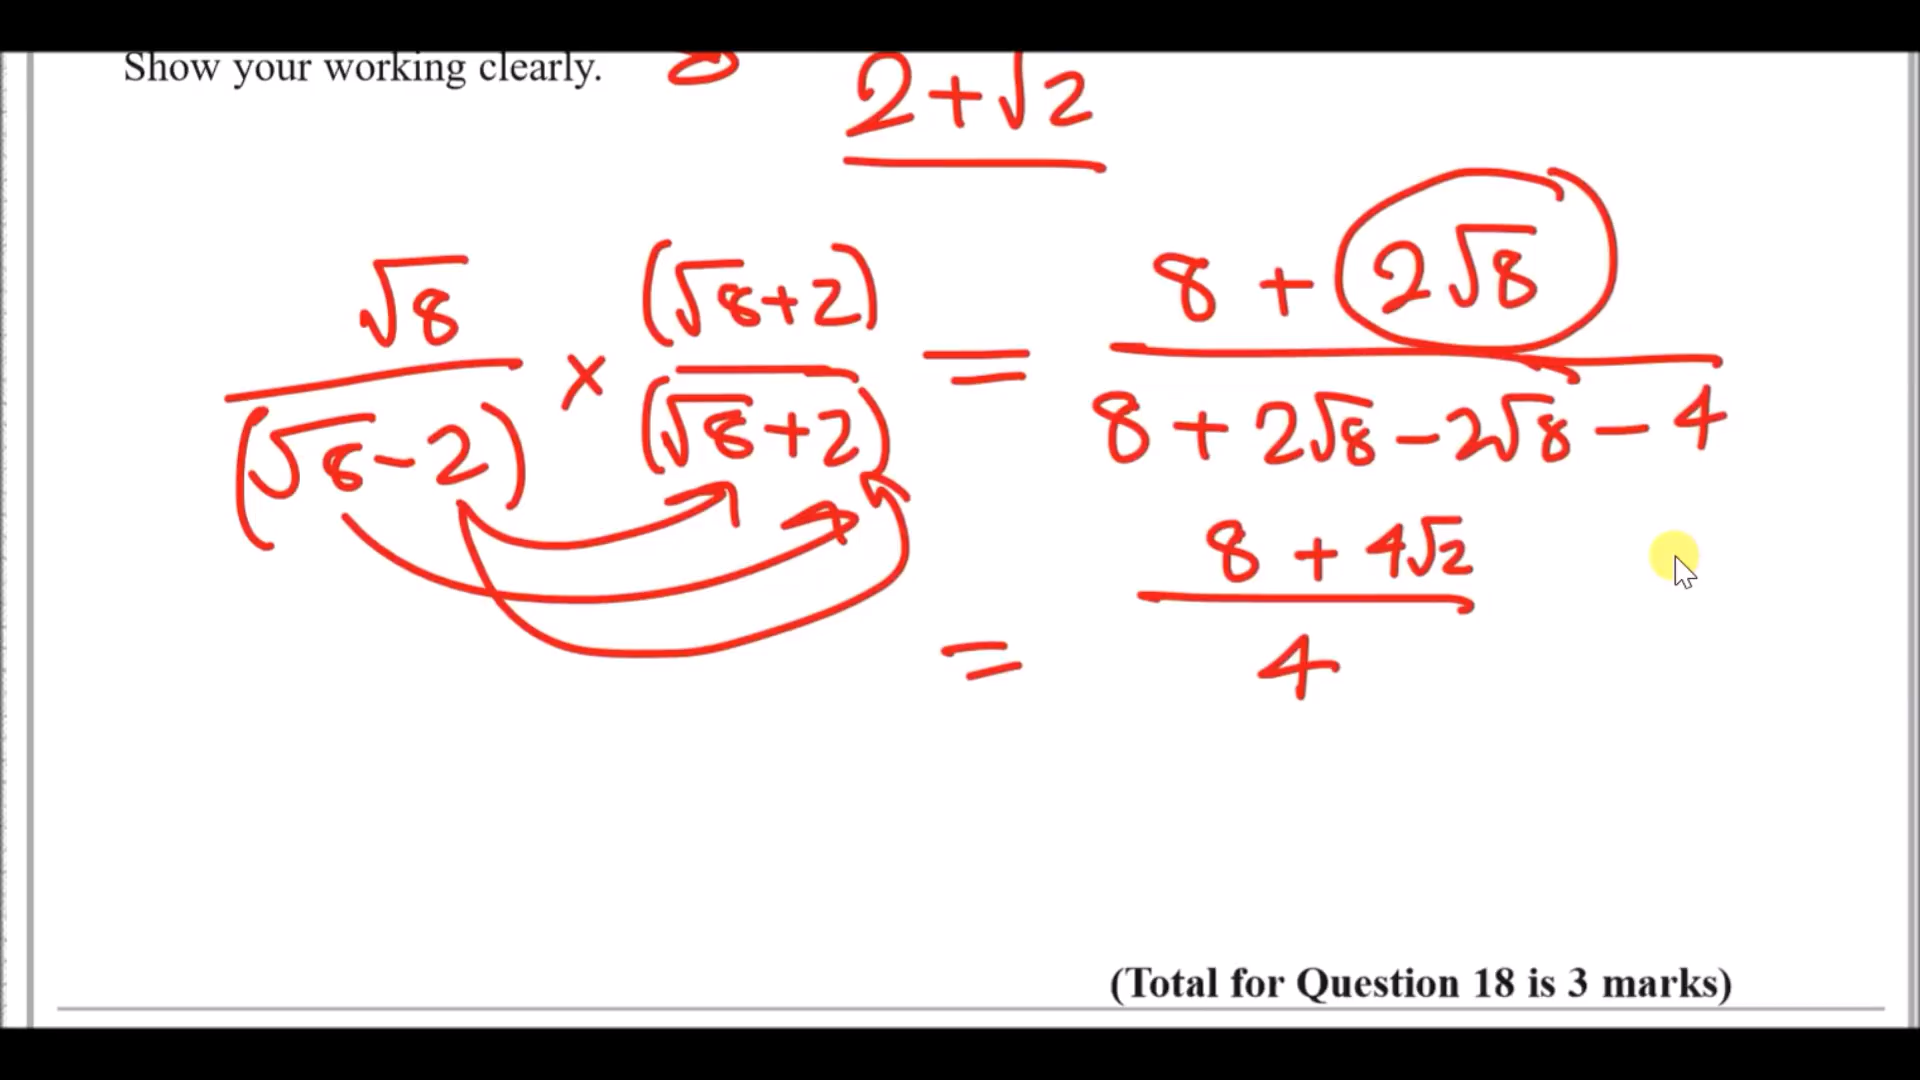 Show your working clearly.
2 + √2
√8 / (√8 - 2) × (√8 + 2) / (√8 + 2) = 8 + 2√8 / 8 + 2√8 - 2√8 - 4
= 8 + 4√2 / 4
(Total for Question 18 is 3 marks)